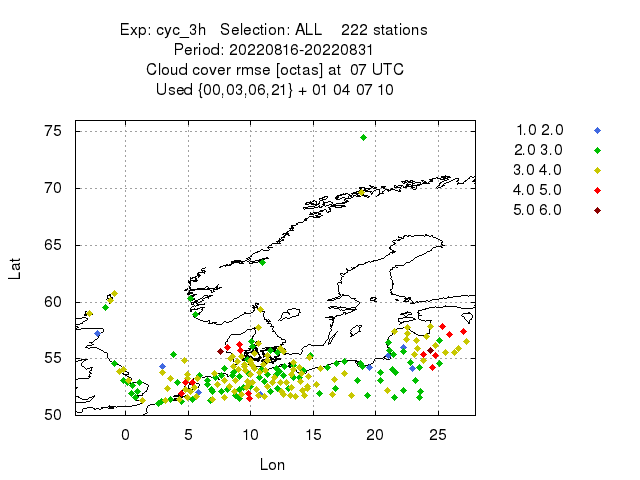 Exp: cyc_3h Selection: ALL 222 stations
Period: 20220816-20220831
Cloud cover rmse [octas] at 07 UTC
Used {00,03,06,21} + 01 04 07 10
75
70
65
60
55
50
Lat
0 5 10 15 20 25
Lon
1.0 2.0
2.0 3.0
3.0 4.0
4.0 5.0
5.0 6.0